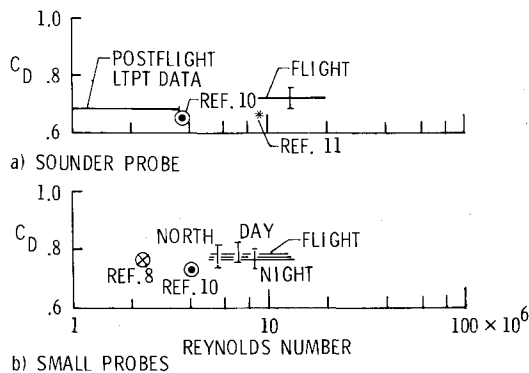 1.0
POSTFLIGHT
LTPT DATA
C_D .8
FLIGHT
REF. 10
.6
REF. 11
a) SOUNDER PROBE
1.0
C_D .8
NORTH DAY
FLIGHT
NIGHT
REF. 8
REF. 10
.6
1 10 100 × 10^6
REYNOLDS NUMBER
b) SMALL PROBES